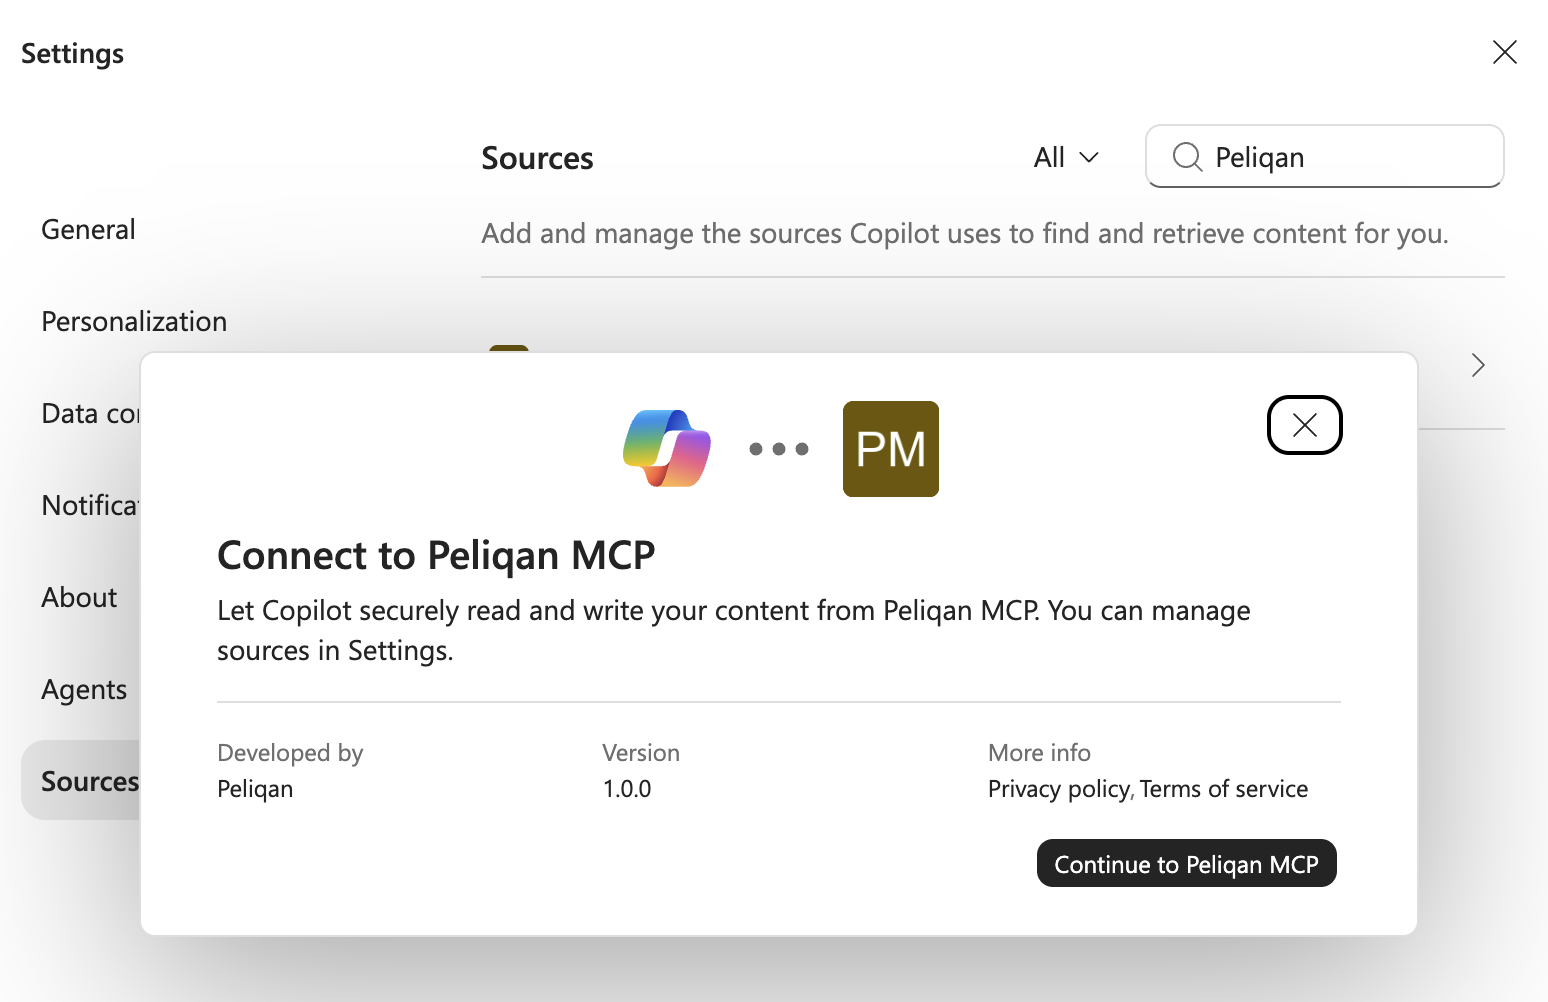 Settings
Sources
All
Peliqan
Add and manage the sources Copilot uses to find and retrieve content for you.
General
Personalization
Data
About
Agents
Sources
PM
Connect to Peliqan MCP
Let Copilot securely read and write your content from Peliqan MCP. You can manage
sources in Settings.
Developed by
Peliqan
Version
1.0.0
More info
Privacy policy, Terms of service
Continue to Peliqan MCP